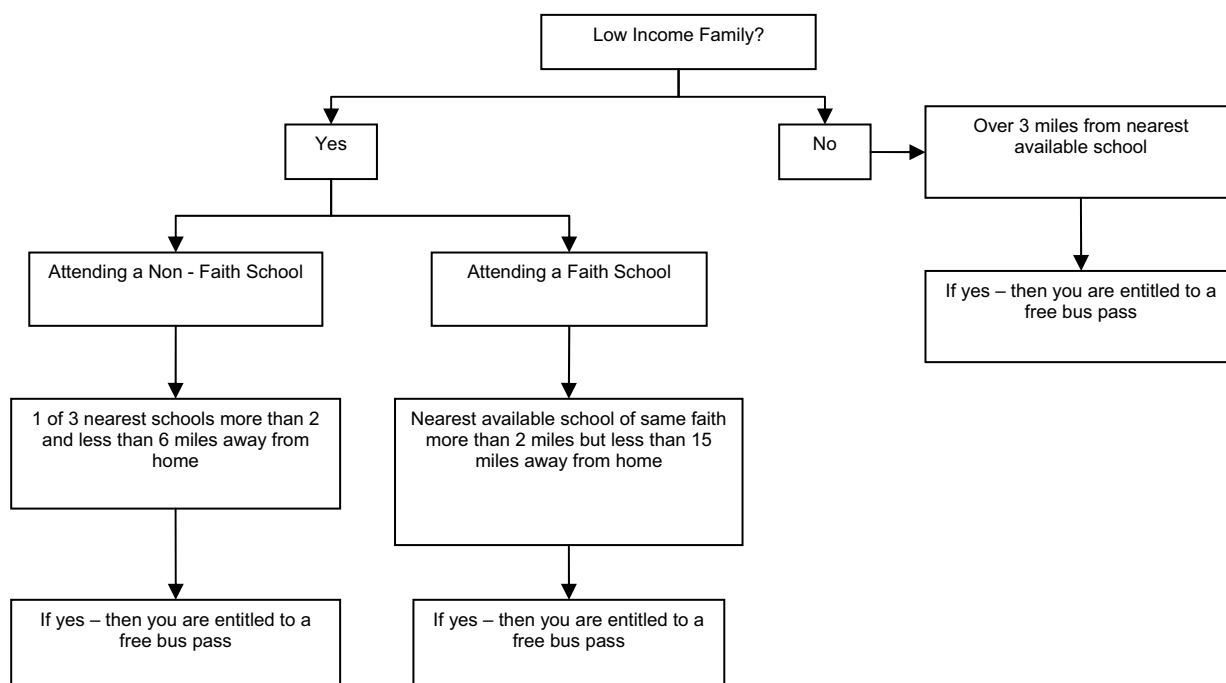 Low Income Family?
Yes
No
Over 3 miles from nearest
available school
Attending a Non - Faith School
Attending a Faith School
If yes – then you are entitled to a
free bus pass
1 of 3 nearest schools more than 2
and less than 6 miles away from
home
Nearest available school of same faith
more than 2 miles but less than 15
miles away from home
If yes – then you are entitled to a
free bus pass
If yes – then you are entitled to a
free bus pass